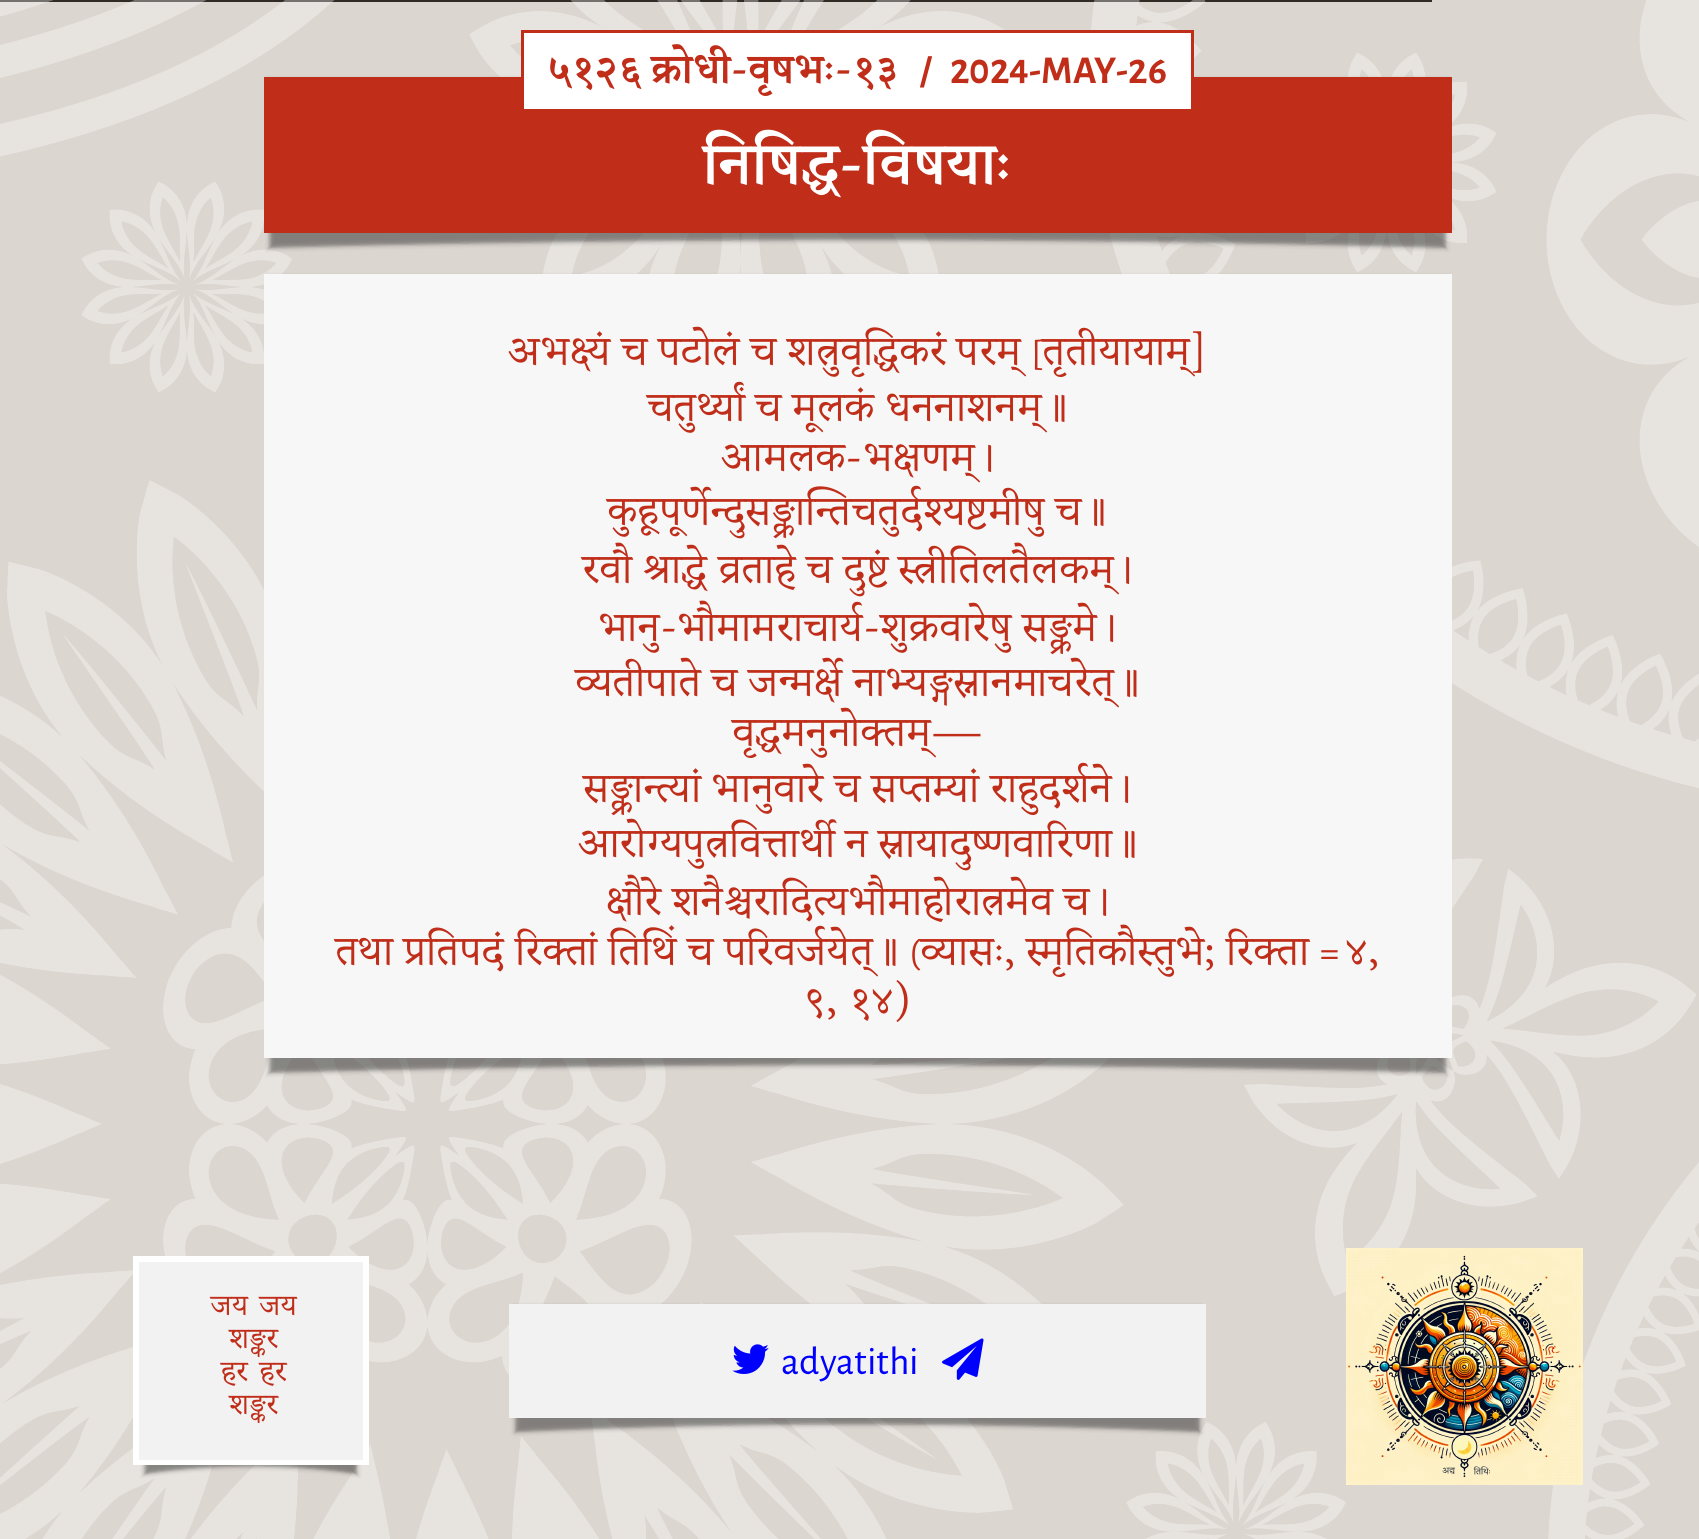 ५१२६ क्रोधी-वृषभः-१३ / 2024-MAY-26
निषिद्ध-विषयाः
अभक्ष्यं च पटोलं च शत्रुवृद्धिकरं परम् [तृतीयायाम्]
चतुर्थ्यां च मूलकं धननाशनम्॥
आमलक-भक्षणम्।
कुहूपूर्णेन्दुसङ्क्रान्तिचतुर्दश्यष्टमीषु च॥
रवौ श्राद्धे व्रताहे च दुष्टं स्त्रीतिलतैलकम्।
भानु-भौमामराचार्य-शुक्रवारेषु सङ्क्रमे।
व्यतीपाते च जन्मर्क्षे नाभ्यङ्गस्नानमाचरेत्॥
वृद्धमनुनोक्तम्—
सङ्क्रान्त्यां भानुवारे च सप्तम्यां राहुदर्शने।
आरोग्यपुत्रवित्तार्थी न स्नायादुष्णवारिणा॥
क्षौरे शनैश्चरादित्यभौमाहोरात्रमेव च।
तथा प्रतिपदं रिक्तां तिथिं च परिवर्जयेत्॥ (व्यासः, स्मृतिकौस्तुभे; रिक्ता = ४,
९, १४)
जय जय
शङ्कर
हर हर
शङ्कर
adyatithi
अद्य तिथिः